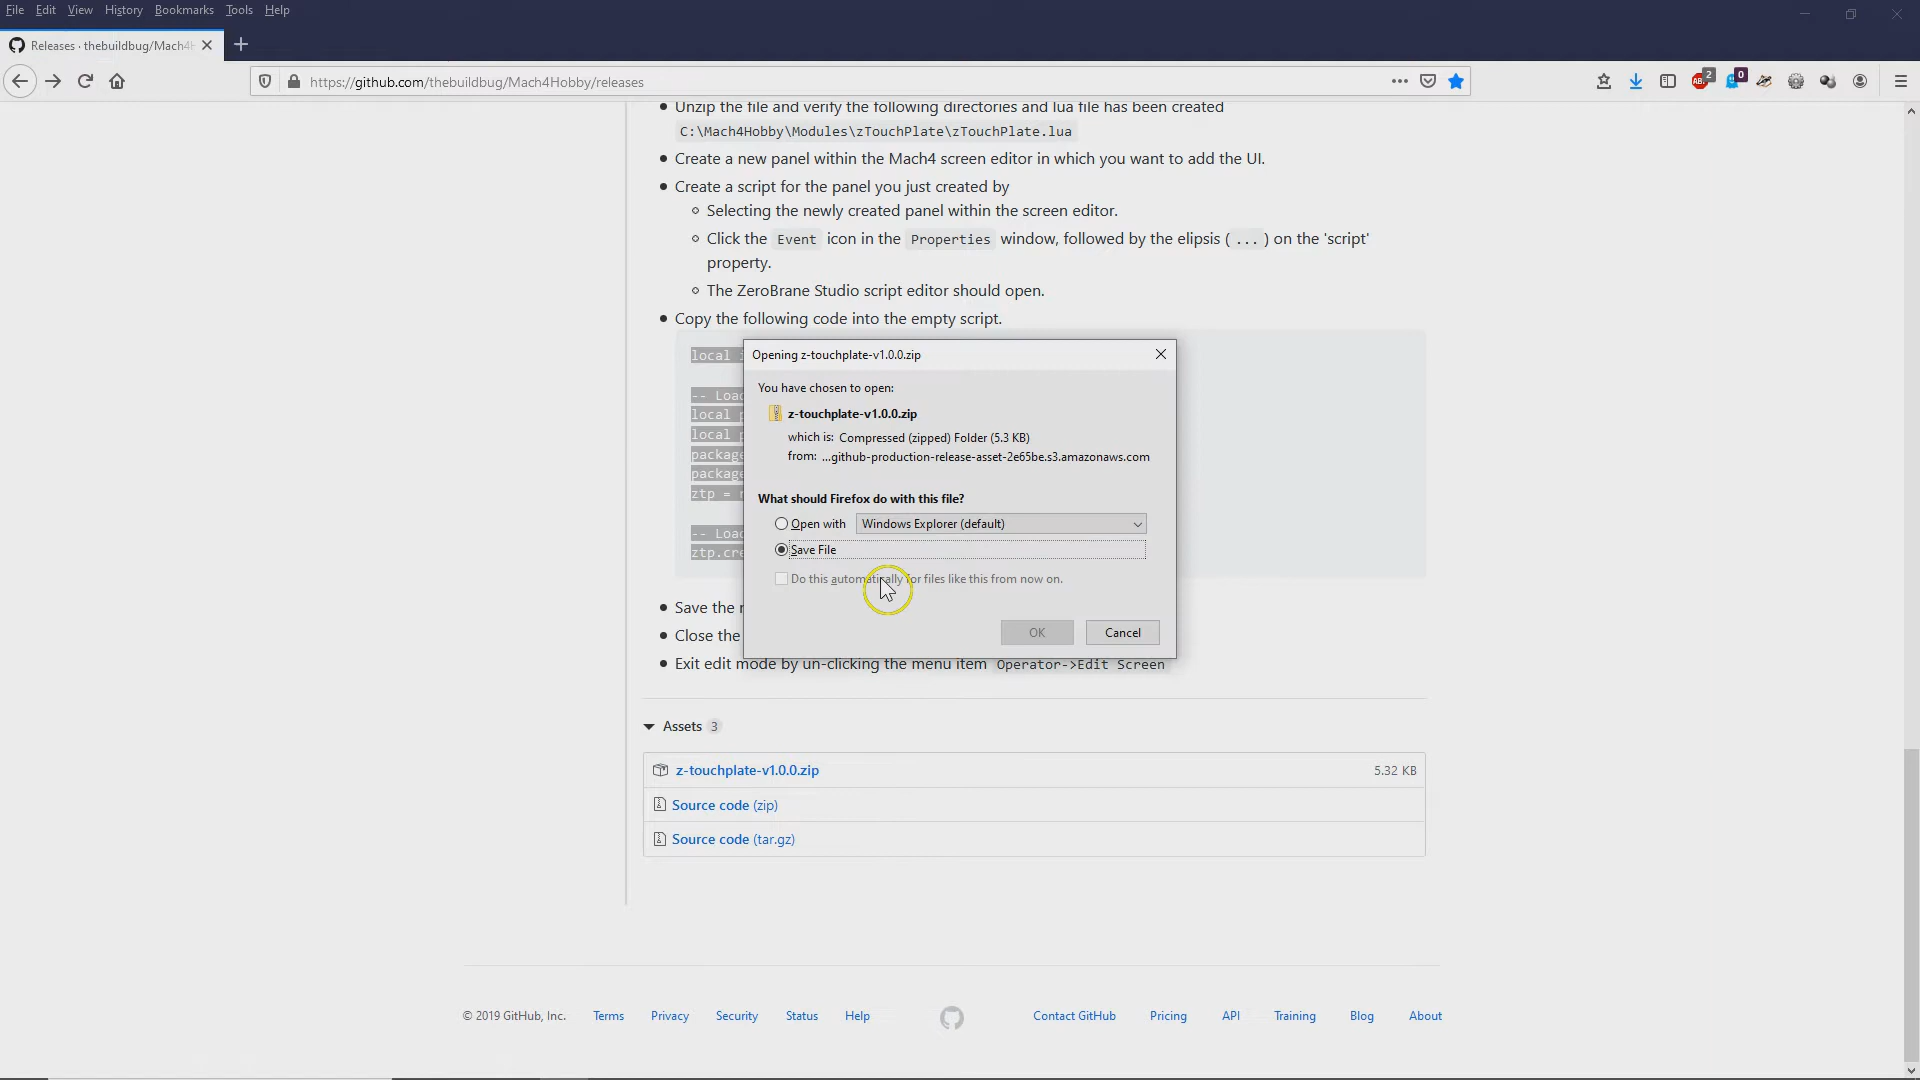 File Edit View History Bookmarks Tools Help
Releases · thebuildbug/Mach4H
https://github.com/thebuildbug/Mach4Hobby/releases
ABP 2 0
Unzip the file and verify the following directories and lua file has been created
C:\Mach4Hobby\Modules\zTouchPlate\zTouchPlate.lua
Create a new panel within the Mach4 screen editor in which you want to add the UI.
Create a script for the panel you just created by
Selecting the newly created panel within the screen editor.
Click the Event icon in the Properties window, followed by the elipsis ( ... ) on the 'script'
property.
The ZeroBrane Studio script editor should open.
Copy the following code into the empty script.
local
-- Load
local p
local p
package
package
ztp =
-- Load
ztp.cre
Opening z-touchplate-v1.0.0.zip
You have chosen to open:
z-touchplate-v1.0.0.zip
which is: Compressed (zipped) Folder (5.3 KB)
from: ...github-production-release-asset-2e65be.s3.amazonaws.com
What should Firefox do with this file?
Open with Windows Explorer (default)
Save File
Do this automatically for files like this from now on.
OK Cancel
Save the
Close the
Exit edit mode by un-clicking the menu item Operator->Edit Screen
Assets 3
z-touchplate-v1.0.0.zip 5.32 KB
Source code (zip)
Source code (tar.gz)
© 2019 GitHub, Inc. Terms Privacy Security Status Help Contact GitHub Pricing API Training Blog About